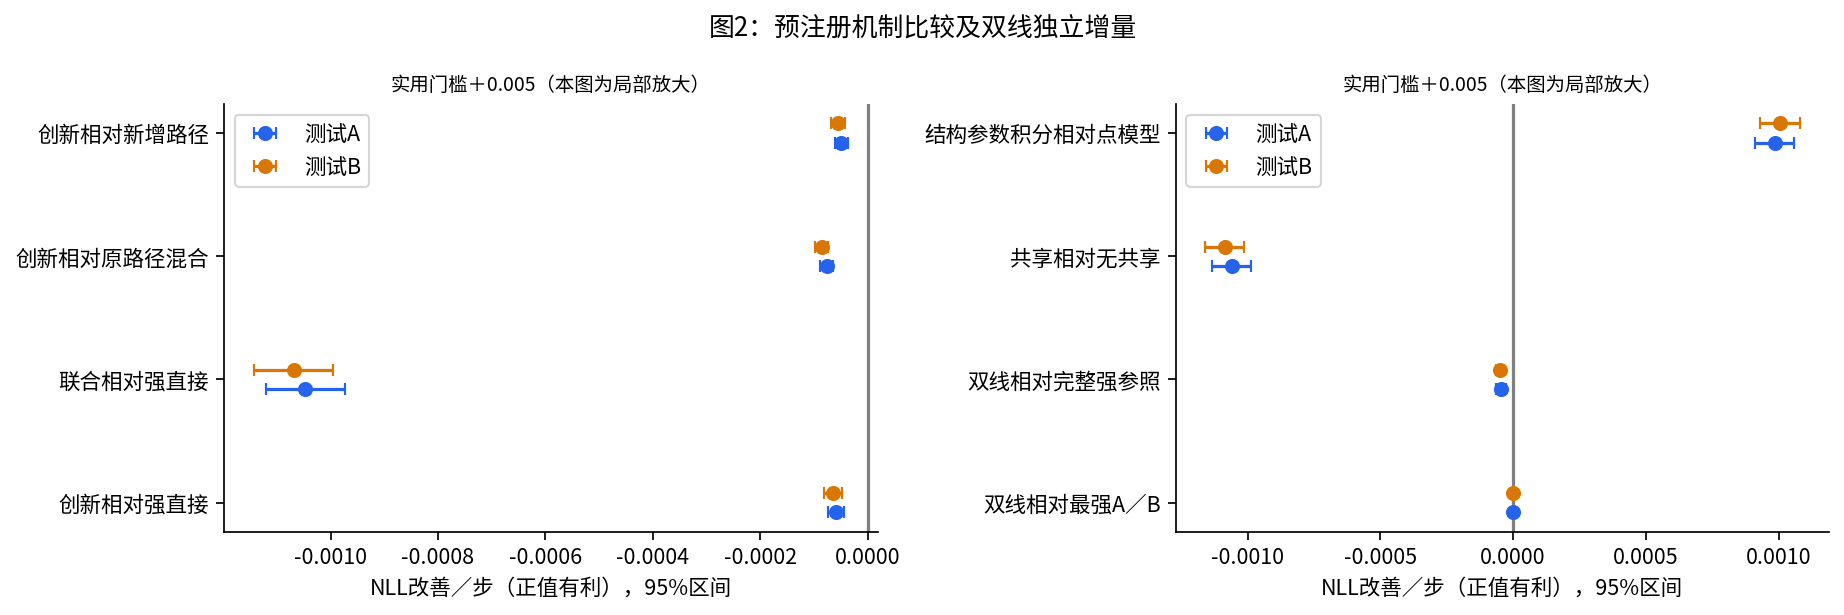 图2：预注册机制比较及双线独立增量
实用门槛＋0.005（本图为局部放大）
测试A
测试B
创新相对新增路径
创新相对原路径混合
联合相对强直接
创新相对强直接
-0.0010 -0.0008 -0.0006 -0.0004 -0.0002 0.0000
NLL改善／步（正值有利），95%区间
实用门槛＋0.005（本图为局部放大）
测试A
测试B
结构参数积分相对点模型
共享相对无共享
双线相对完整强参照
双线相对最强A／B
-0.0010 -0.0005 0.0000 0.0005 0.0010
NLL改善／步（正值有利），95%区间